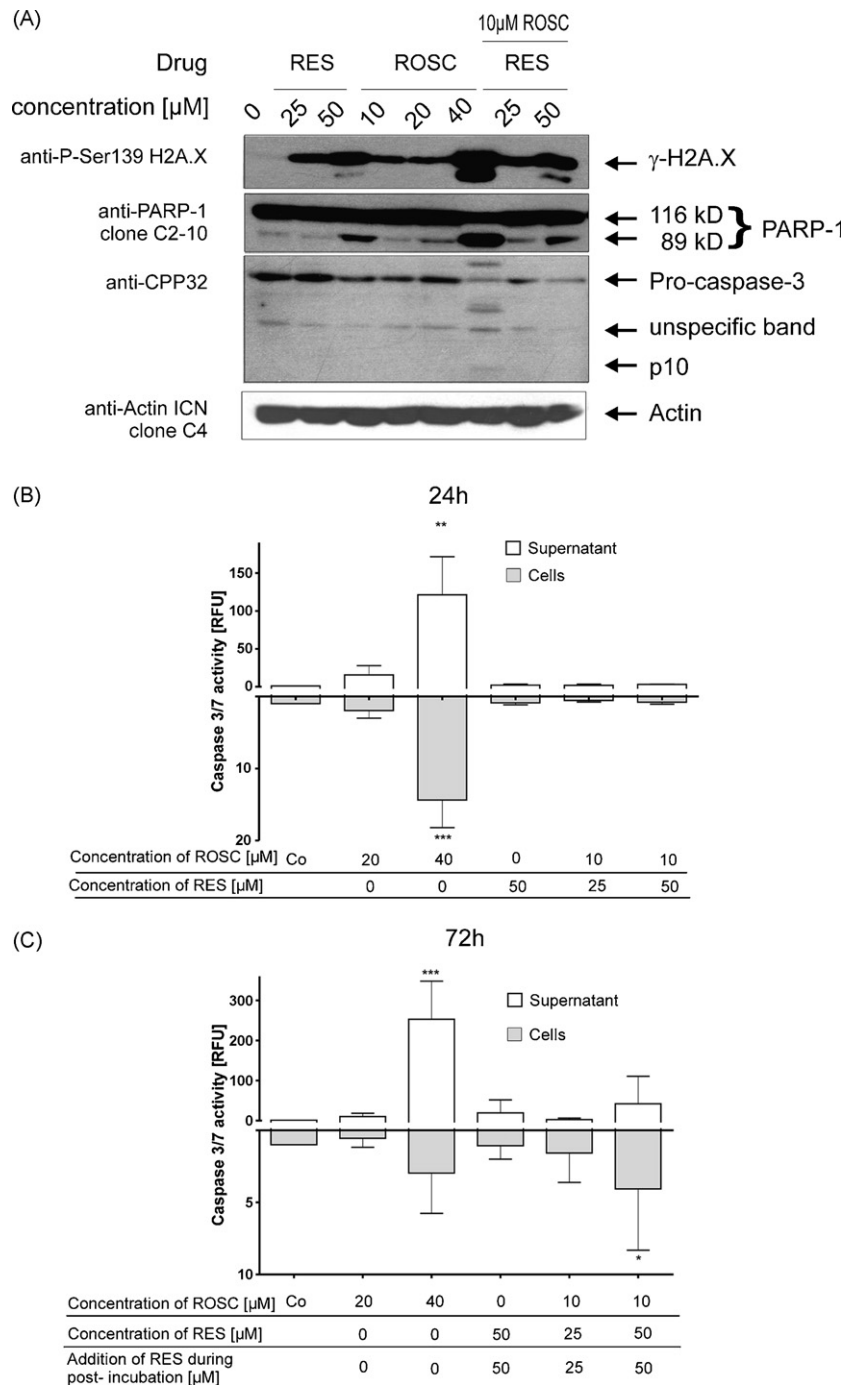 (A)
10µM ROSC
Drug RES ROSC RES
concentration [µM] 0 25 50 10 20 40 25 50
anti-P-Ser139 H2A.X γ-H2A.X
anti-PARP-1
clone C2-10
116 kD
89 kD
PARP-1
anti-CPP32 Pro-caspase-3
unspecific band
p10
anti-Actin ICN
clone C4
Actin
(B)
24h
Caspase 3/7 activity [RFU]
150
100
50
0
10
20
**
***
Supernatant
Cells
Concentration of ROSC [µM] Co 20 40 0 10 10
Concentration of RES [µM] 0 0 50 25 50
(C)
72h
Caspase 3/7 activity [RFU]
300
200
100
0
5
10
***
*
Supernatant
Cells
Concentration of ROSC [µM] Co 20 40 0 10 10
Concentration of RES [µM] 0 0 50 25 50
Addition of RES during
post- incubation [µM] 0 0 50 25 50